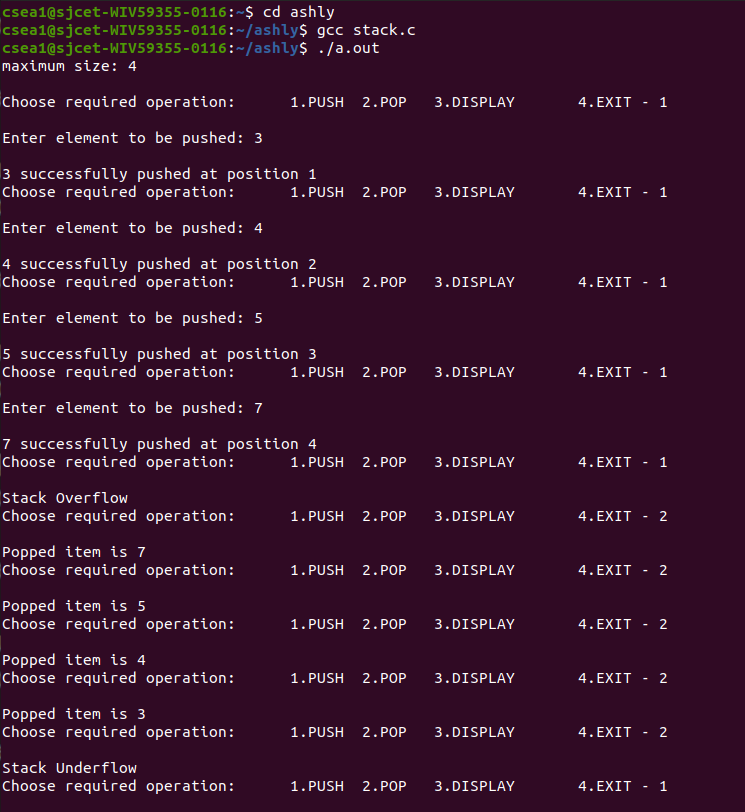 csea1@sjcet-WIV59355-0116:~$ cd ashly
csea1@sjcet-WIV59355-0116:~/ashly$ gcc stack.c
csea1@sjcet-WIV59355-0116:~/ashly$ ./a.out
maximum size: 4
Choose required operation:      1.PUSH  2.POP   3.DISPLAY       4.EXIT - 1
Enter element to be pushed: 3
3 successfully pushed at position 1
Choose required operation:      1.PUSH  2.POP   3.DISPLAY       4.EXIT - 1
Enter element to be pushed: 4
4 successfully pushed at position 2
Choose required operation:      1.PUSH  2.POP   3.DISPLAY       4.EXIT - 1
Enter element to be pushed: 5
5 successfully pushed at position 3
Choose required operation:      1.PUSH  2.POP   3.DISPLAY       4.EXIT - 1
Enter element to be pushed: 7
7 successfully pushed at position 4
Choose required operation:      1.PUSH  2.POP   3.DISPLAY       4.EXIT - 1
Stack Overflow
Choose required operation:      1.PUSH  2.POP   3.DISPLAY       4.EXIT - 2
Popped item is 7
Choose required operation:      1.PUSH  2.POP   3.DISPLAY       4.EXIT - 2
Popped item is 5
Choose required operation:      1.PUSH  2.POP   3.DISPLAY       4.EXIT - 2
Popped item is 4
Choose required operation:      1.PUSH  2.POP   3.DISPLAY       4.EXIT - 2
Popped item is 3
Choose required operation:      1.PUSH  2.POP   3.DISPLAY       4.EXIT - 2
Stack Underflow
Choose required operation:      1.PUSH  2.POP   3.DISPLAY       4.EXIT - 1